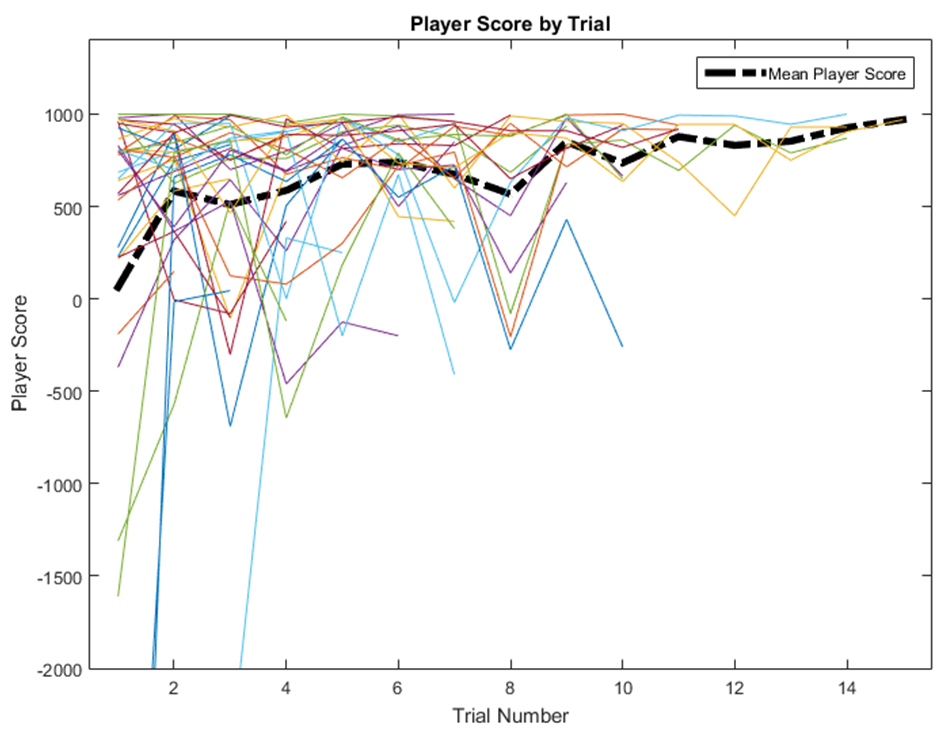 Player Score by Trial
Mean Player Score
Player Score
1000
500
0
-500
-1000
-1500
-2000
2 4 6 8 10 12 14
Trial Number